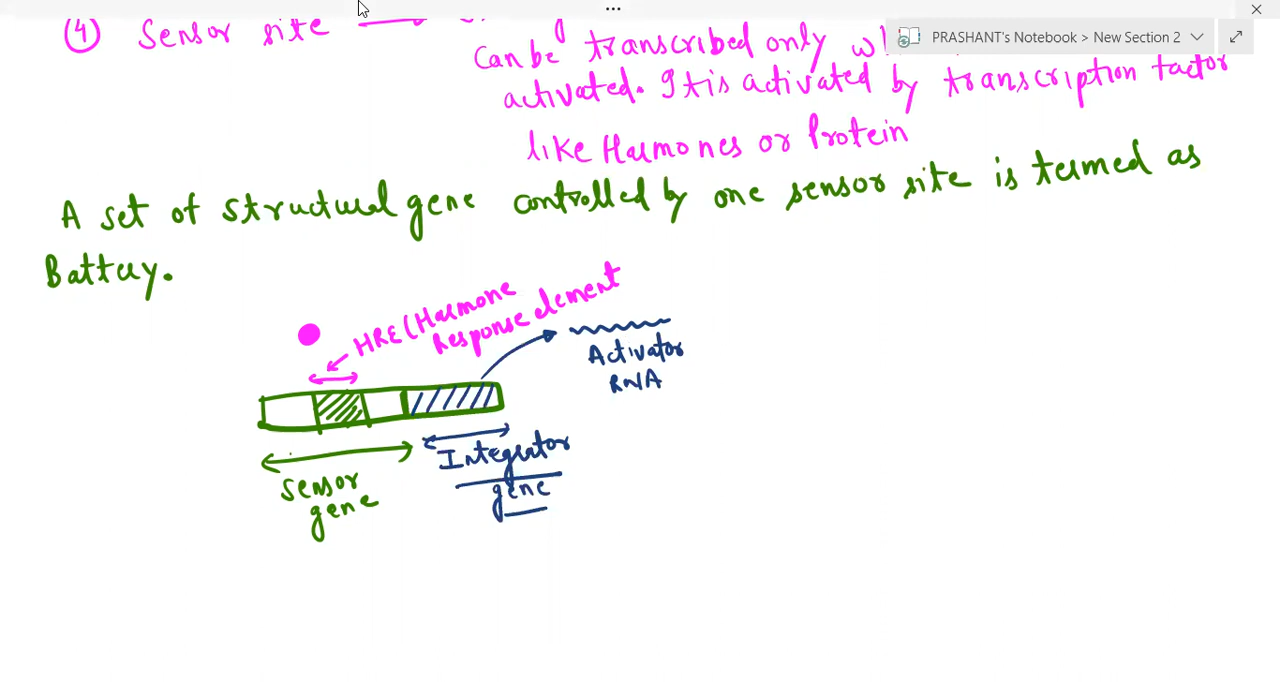 ④ Sensor site
PRASHANT's Notebook > New Section 2
can be transcribed only
activated. It is activated by transcription factor
like Harmones or Protein
A set of structural gene controlled by one sensor site is termed as
Battery.
HRE (Harmone
Response element
Activator
RNA
Integrator
gene
Sensor
gene